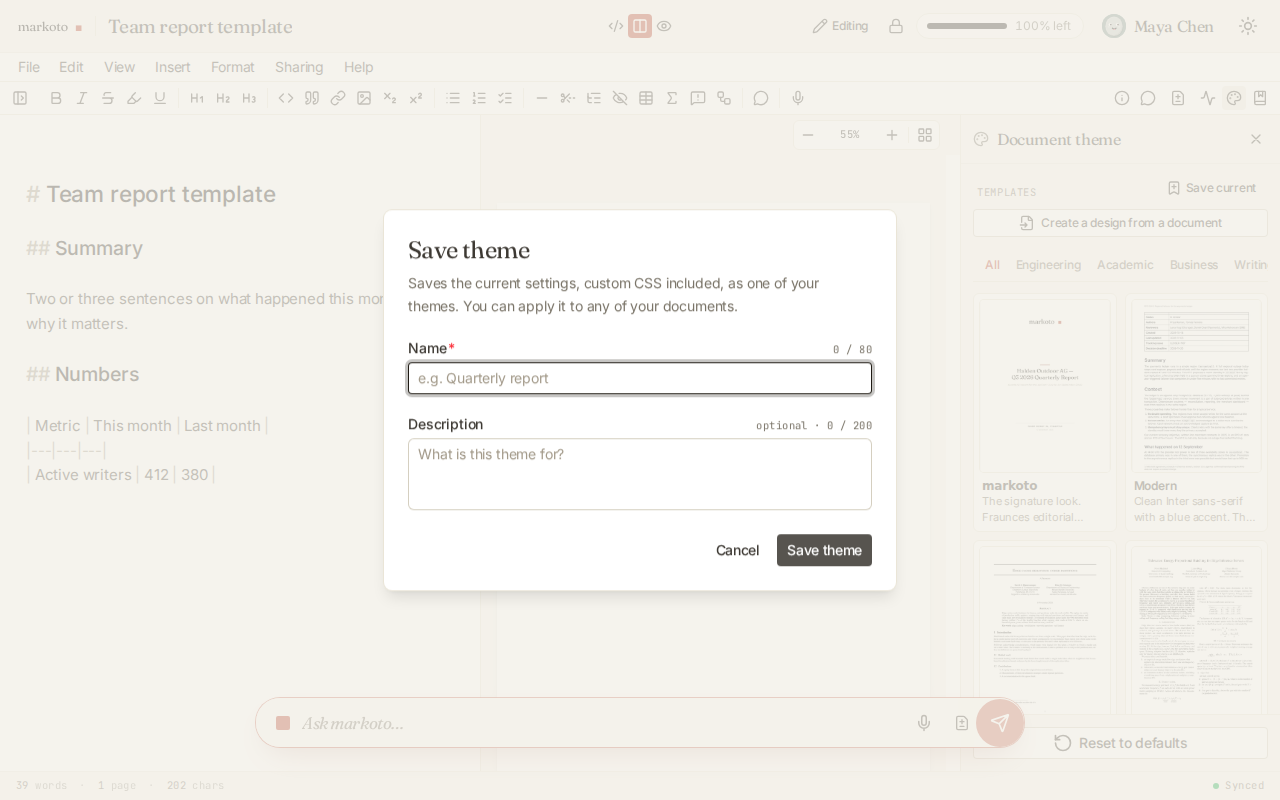 markoto
Team report template
Editing
100% left
Maya Chen
File Edit View Insert Format Sharing Help
H1 H2 H3
55%
Document theme
# Team report template
TEMPLATES
Save current
Create a design from a document
## Summary
All Engineering Academic Business Writin
Two or three sentences on what happened this mor
why it matters.
## Numbers
| Metric | This month | Last month |
|---|---|---|
| Active writers | 412 | 380 |
Save theme
Saves the current settings, custom CSS included, as one of your
themes. You can apply it to any of your documents.
Name*
0 / 80
e.g. Quarterly report
Description
optional · 0 / 200
What is this theme for?
Cancel
Save theme
markoto
markoto
The signature look.
Fraunces editorial...
Summary
Modern
Clean Inter sans-serif
with a blue accent. Th...
Ask markoto...
Reset to defaults
39 words · 1 page · 202 chars
Synced